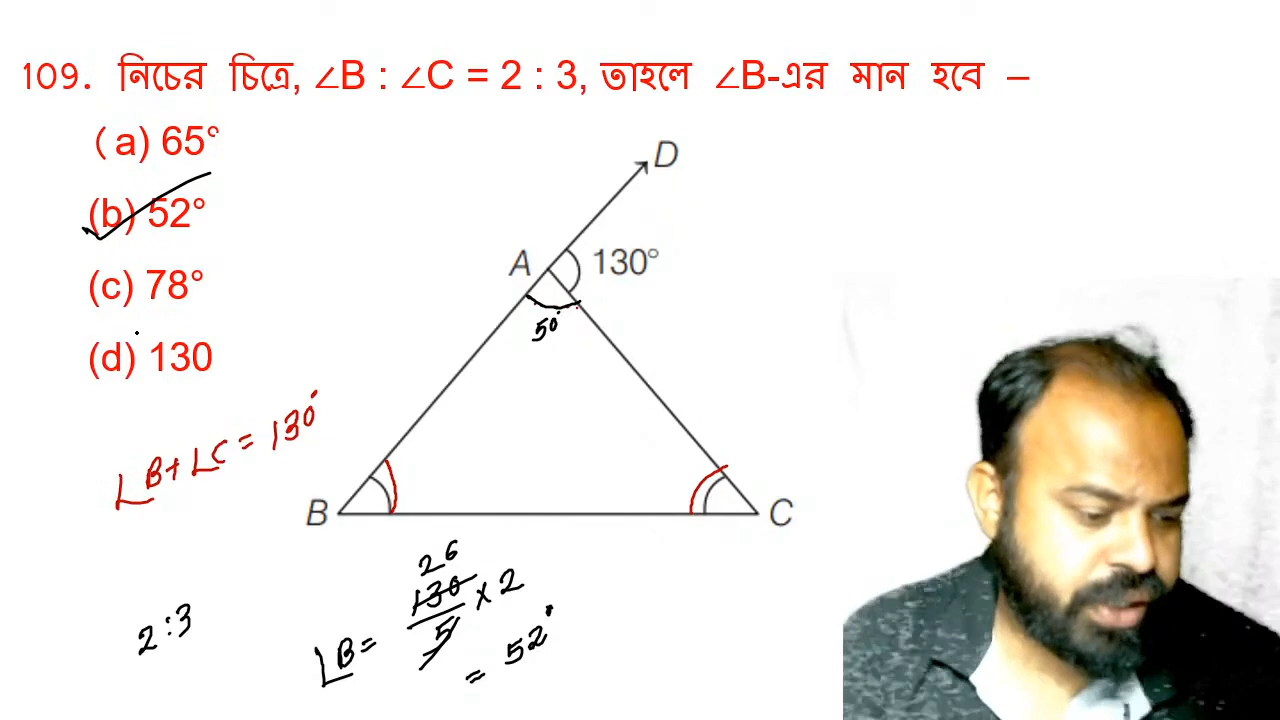 109. নিচের চিত্রে, ∠B : ∠C = 2 : 3, তাহলে ∠B-এর মান হবে –
(a) 65°
(b) 52°
(c) 78°
(d) 130
D
A
130°
50°
∠B+∠C = 130°
B
C
2:3
∠B = 130/5 × 2
26
= 52°